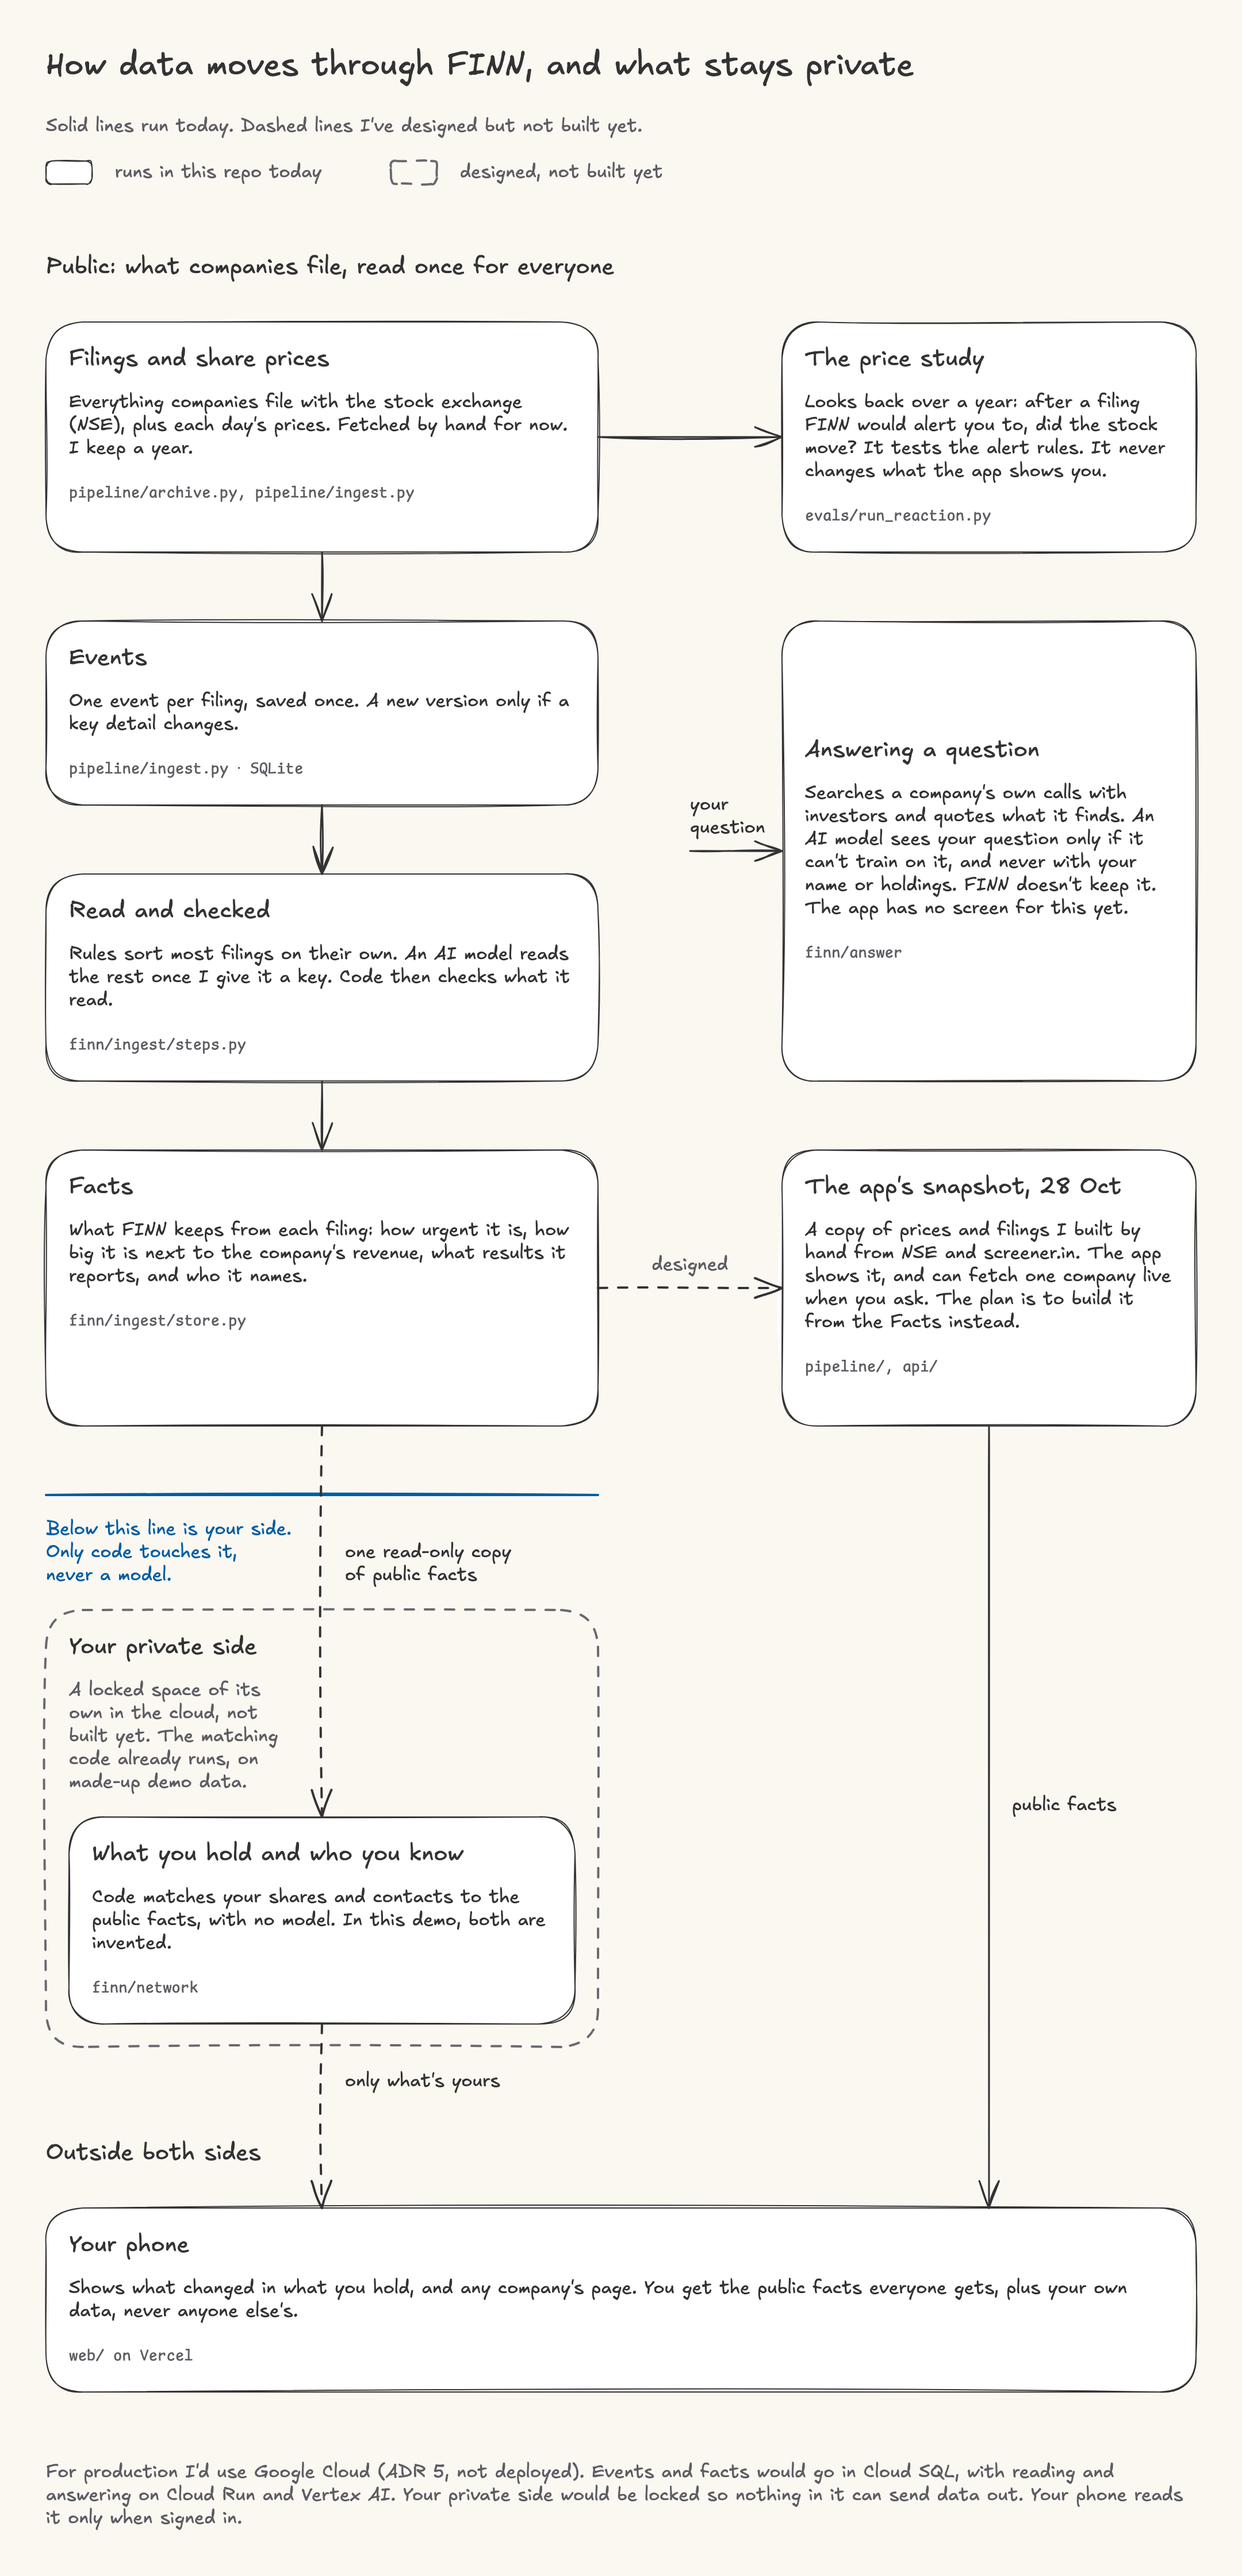 How data moves through FINN, and what stays private
Solid lines run today. Dashed lines I've designed but not built yet.
runs in this repo today
designed, not built yet
Public: what companies file, read once for everyone
Filings and share prices
Everything companies file with the stock exchange
(NSE), plus each day's prices. Fetched by hand for now.
I keep a year.
pipeline/archive.py, pipeline/ingest.py
The price study
Looks back over a year: after a filing
FINN would alert you to, did the stock
move? It tests the alert rules. It never
changes what the app shows you.
evals/run_reaction.py
Events
One event per filing, saved once. A new version only if a
key detail changes.
pipeline/ingest.py · SQLite
your
question
Answering a question
Searches a company's own calls with
investors and quotes what it finds. An
AI model sees your question only if it
can't train on it, and never with your
name or holdings. FINN doesn't keep it.
The app has no screen for this yet.
finn/answer
Read and checked
Rules sort most filings on their own. An AI model reads
the rest once I give it a key. Code then checks what it
read.
finn/ingest/steps.py
Facts
What FINN keeps from each filing: how urgent it is, how
big it is next to the company's revenue, what results it
reports, and who it names.
finn/ingest/store.py
designed
The app's snapshot, 28 Oct
A copy of prices and filings I built by
hand from NSE and screener.in. The app
shows it, and can fetch one company live
when you ask. The plan is to build it
from the Facts instead.
pipeline/, api/
Below this line is your side.
Only code touches it,
never a model.
one read-only copy
of public facts
Your private side
A locked space of its
own in the cloud, not
built yet. The matching
code already runs, on
made-up demo data.
public facts
What you hold and who you know
Code matches your shares and contacts to the
public facts, with no model. In this demo, both are
invented.
finn/network
only what's yours
Outside both sides
Your phone
Shows what changed in what you hold, and any company's page. You get the public facts everyone gets, plus your own
data, never anyone else's.
web/ on Vercel
For production I'd use Google Cloud (ADR 5, not deployed). Events and facts would go in Cloud SQL, with reading and
answering on Cloud Run and Vertex AI. Your private side would be locked so nothing in it can send data out. Your phone reads
it only when signed in.